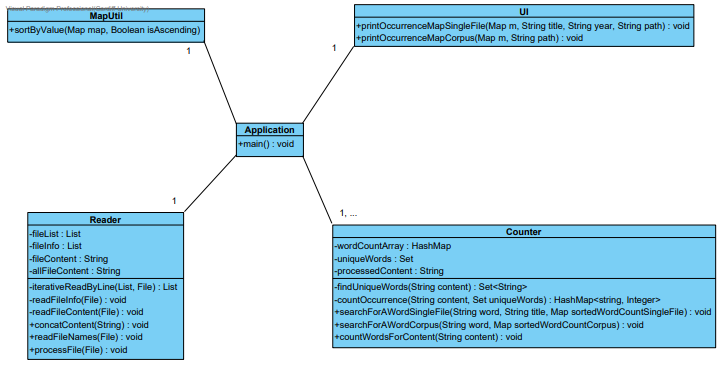 Visual Paradigm Professional(Cardiff University)
MapUtil
+sortByValue(Map map, Boolean isAscending)
UI
+printOccurrenceMapSingleFile(Map m, String title, String year, String path) : void
+printOccurrenceMapCorpus(Map m, String path) : void
1
1
Application
+main() : void
1
1, ...
Reader
-fileList : List
-fileInfo : List
-fileContent : String
-allFileContent : String
-iterativeReadByLine(List, File) : List
-readFileInfo(File) : void
-readFileContent(File) : void
+concatContent(String) : void
+readFileNames(File) : void
+processFile(File) : void
Counter
-wordCountArray : HashMap
-uniqueWords : Set
-processedContent : String
-findUniqueWords(String content) : Set<String>
-countOccurrence(String content, Set uniqueWords) : HashMap<string, Integer>
+searchForAWordSingleFile(String word, String title, Map sortedWordCountSingleFile) : void
+searchForAWordCorpus(String word, Map sortedWordCountCorpus) : void
+countWordsForContent(String content) : void